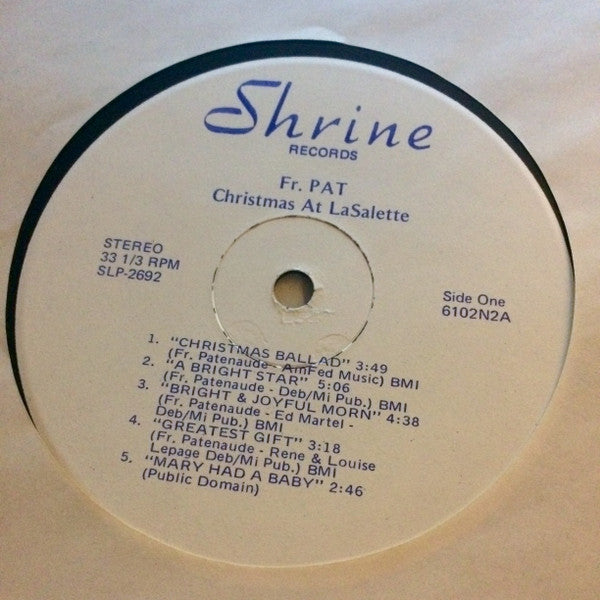 Shrine
RECORDS
Fr. PAT
Christmas At LaSalette
STEREO
33 1/3 RPM
SLP-2692
Side One
6102N2A
1. "CHRISTMAS BALLAD" 3:49
(Fr. Patenaude - AmFed Music) BMI
2. "A BRIGHT STAR" 5:06
(Fr. Patenaude - Deb/Mi Pub.) BMI
3. "BRIGHT & JOYFUL MORN" 4:38
(Fr. Patenaude - Ed Martel -
Deb/Mi Pub.) BMI
4. "GREATEST GIFT" 3:18
(Fr. Patenaude - Rene & Louise
Lepage Deb/Mi Pub.) BMI
5. "MARY HAD A BABY" 2:46
(Public Domain)